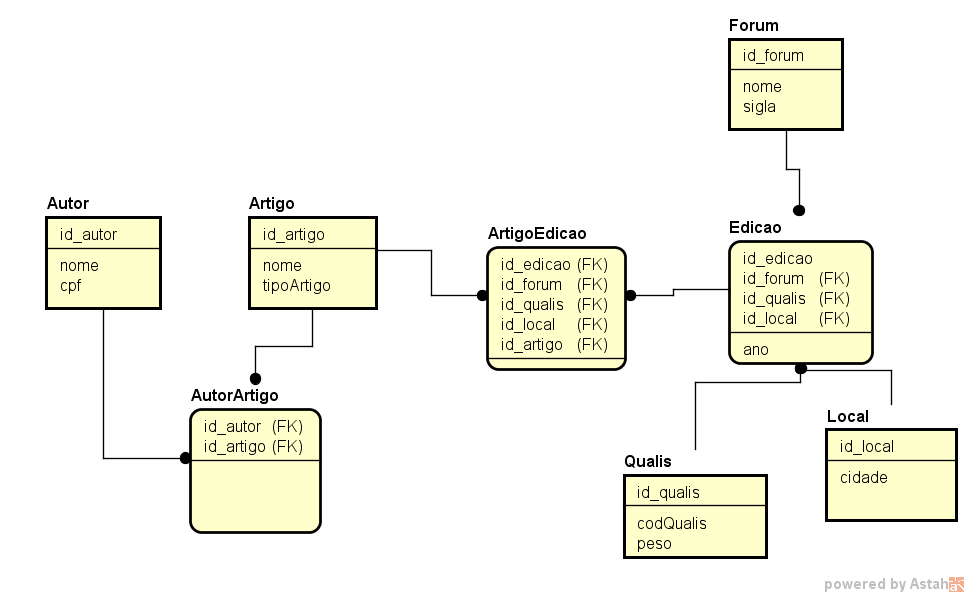 Forum
id_forum
nome
sigla
Autor
id_autor
nome
cpf
Artigo
id_artigo
nome
tipoArtigo
ArtigoEdicao
id_edicao (FK)
id_forum (FK)
id_qualis (FK)
id_local (FK)
id_artigo (FK)
Edicao
id_edicao
id_forum (FK)
id_qualis (FK)
id_local (FK)
ano
AutorArtigo
id_autor (FK)
id_artigo (FK)
Qualis
id_qualis
codQualis
peso
Local
id_local
cidade
powered by Astah